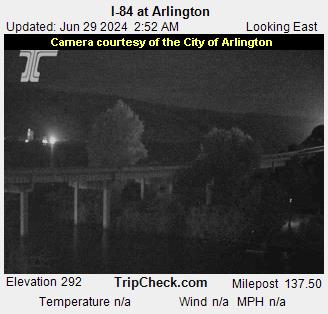 I-84 at Arlington
Updated: Jun 29 2024 2:52 AM Looking East
Camera courtesy of the City of Arlington
Elevation 292 TripCheck.com Milepost 137.50
Temperature n/a Wind n/a MPH n/a